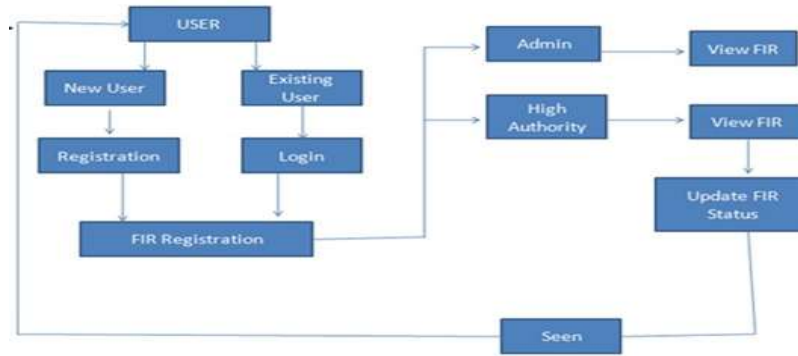 USER
New User
Existing
User
Registration
Login
FIR Registration
Admin
View FIR
High
Authority
View FIR
Update FIR
Status
Seen